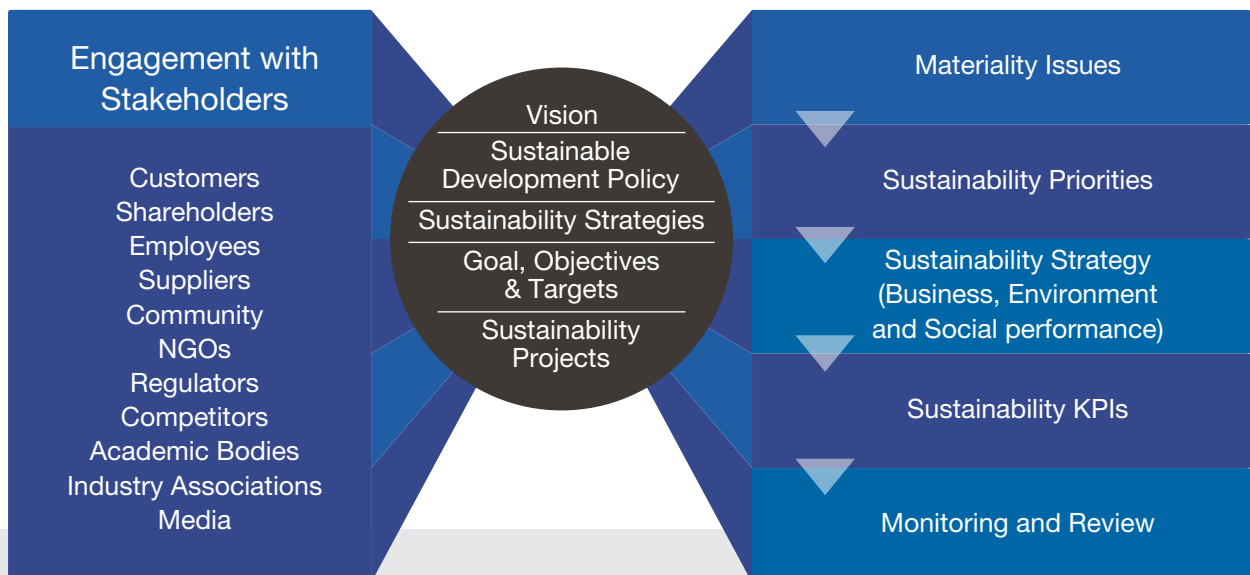 Engagement with
Stakeholders
Customers
Shareholders
Employees
Suppliers
Community
NGOs
Regulators
Competitors
Academic Bodies
Industry Associations
Media
Vision
Sustainable
Development Policy
Sustainability Strategies
Goal, Objectives
& Targets
Sustainability
Projects
Materiality Issues
Sustainability Priorities
Sustainability Strategy
(Business, Environment
and Social performance)
Sustainability KPIs
Monitoring and Review